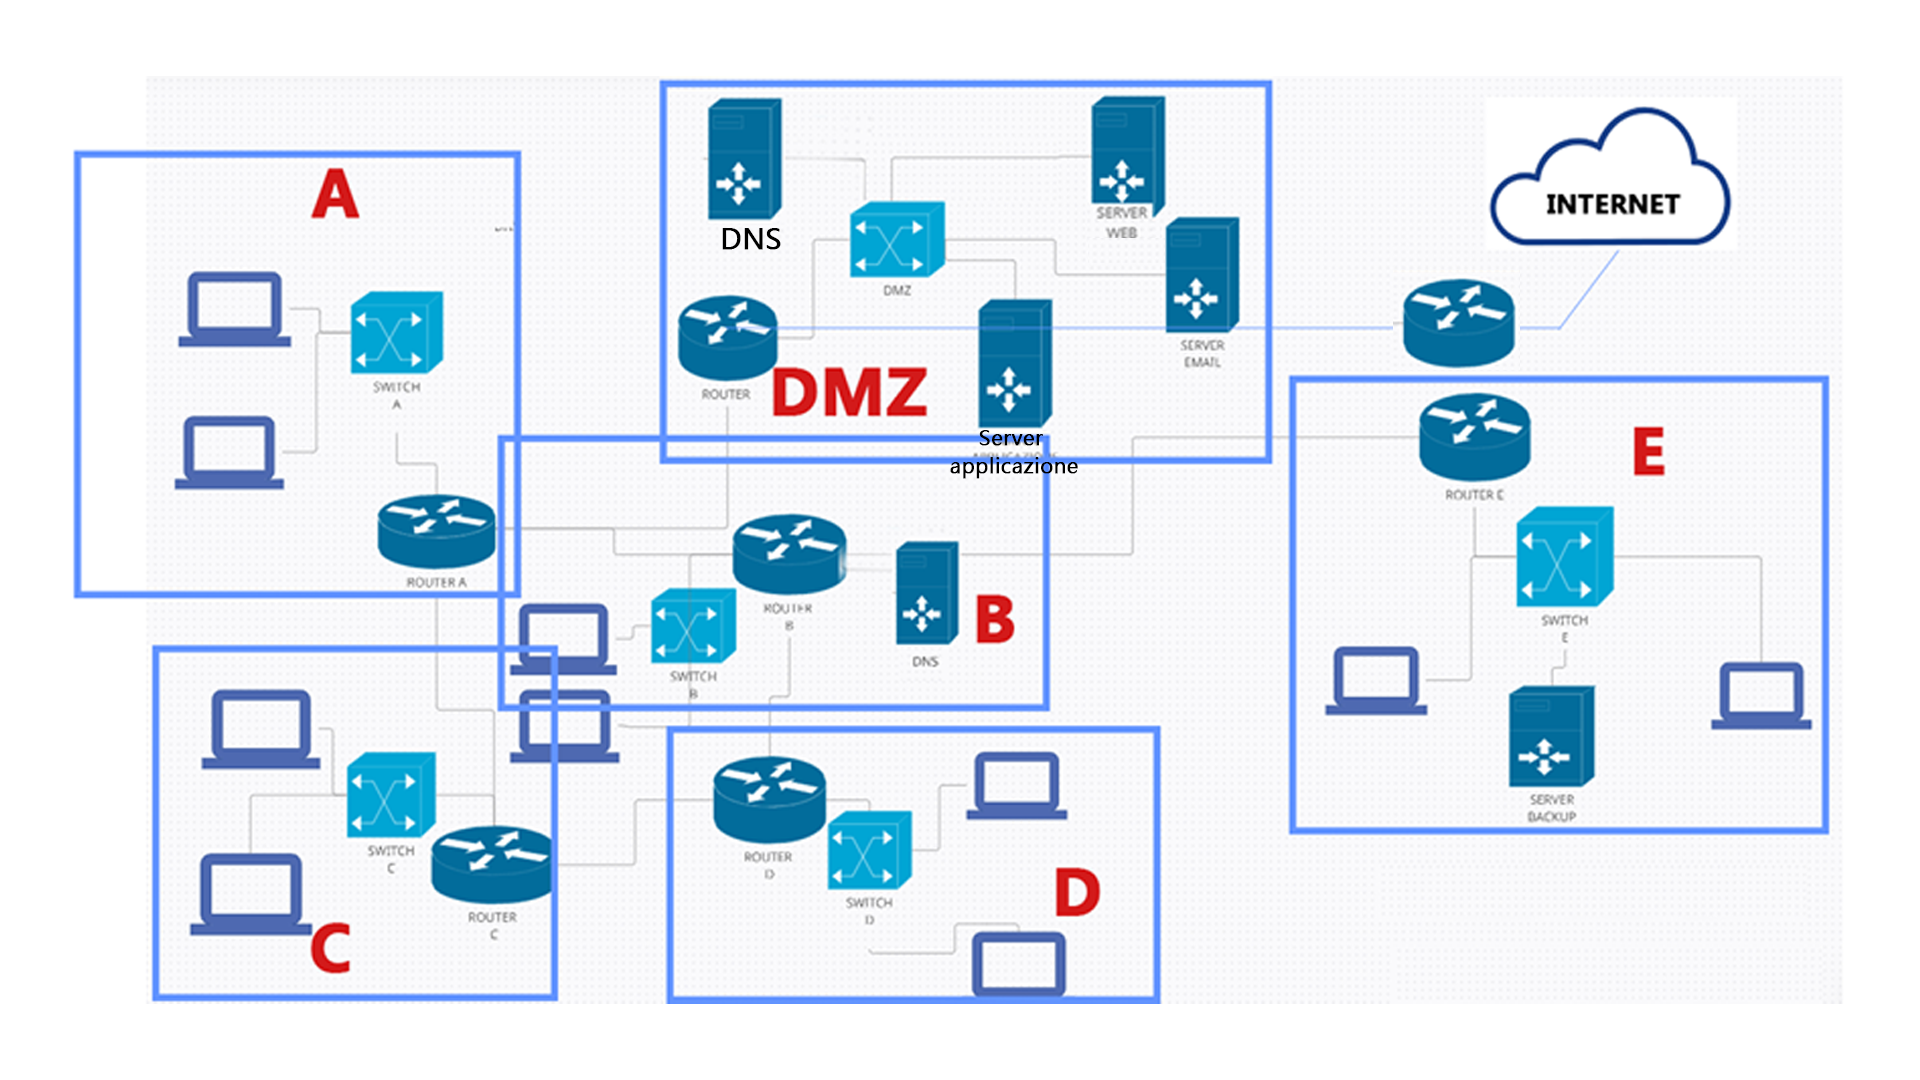 A
SWITCH
A
ROUTER A
DNS
SERVER
WEB
DMZ
SERVER
EMAIL
ROUTER
DMZ
Server
applicazione
INTERNET
ROUTER E
E
SWITCH
E
SERVER
BACKUP
ROUTER
B
SWITCH
B
DNS
B
SWITCH
C
ROUTER
C
C
ROUTER
D
SWITCH
D
D